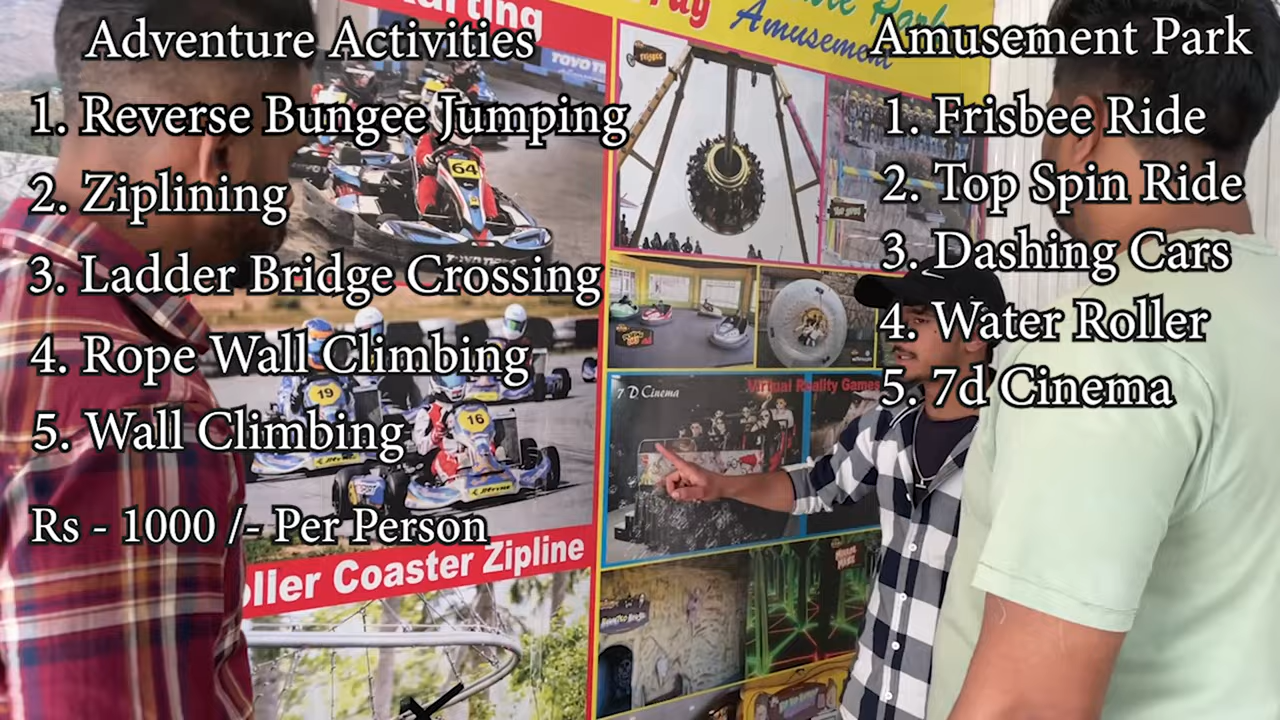 Adventure Activities
1. Reverse Bungee Jumping
2. Ziplining
3. Ladder Bridge Crossing
4. Rope Wall Climbing
5. Wall Climbing
Rs - 1000 /- Per Person
Amusement Park
1. Frisbee Ride
2. Top Spin Ride
3. Dashing Cars
4. Water Roller
5. 7d Cinema
Park
Amusement
64
19
16
7 D Cinema
Virtual Reality Games
Coaster Zipline